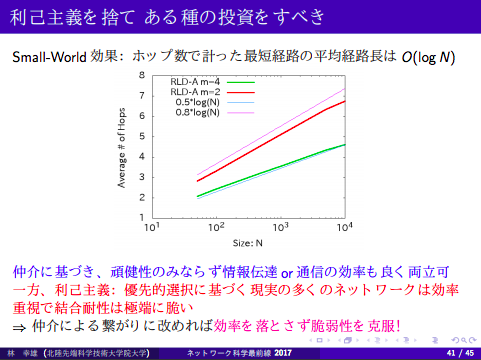 利己主義を捨て ある種の投資をすべき
Small-World 効果: ホップ数で計った最短経路の平均経路長は O(log N)
Average # of Hops
8
7
6
5
4
3
2
1
RLD-A m=4
RLD-A m=2
0.5*log(N)
0.8*log(N)
10¹ 10² 10³ 10⁴
Size: N
仲介に基づき、頑健性のみならず情報伝達 or 通信の効率も良く両立可
一方、利己主義: 優先的選択に基づく現実の多くのネットワークは効率
重視で結合耐性は極端に脆い
⇒ 仲介による繋がりに改めれば効率を落とさず脆弱性を克服!
林 幸雄 (北陸先端科学技術大学院大学) ネットワーク科学最前線 2017 41 / 45